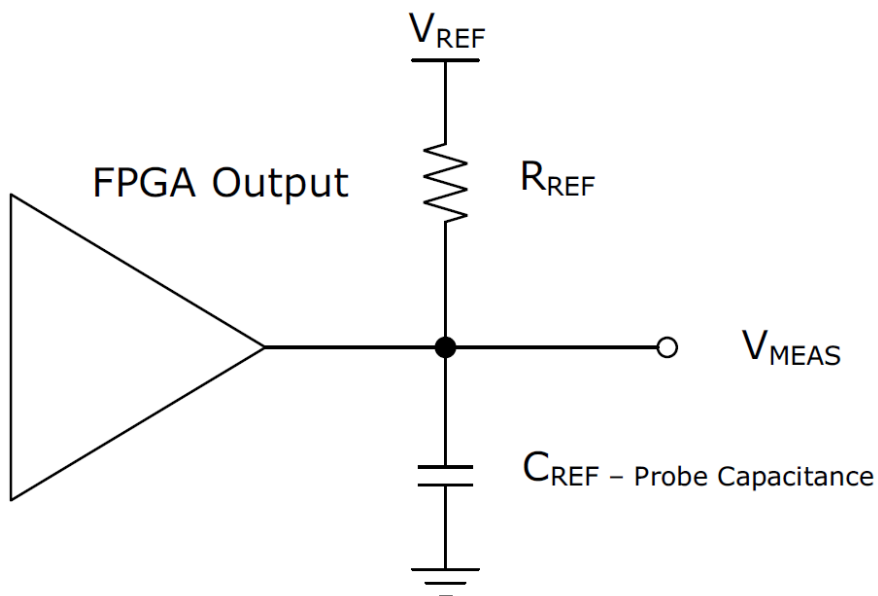 VREF
FPGA Output
RREF
VMEAS
CREF – Probe Capacitance